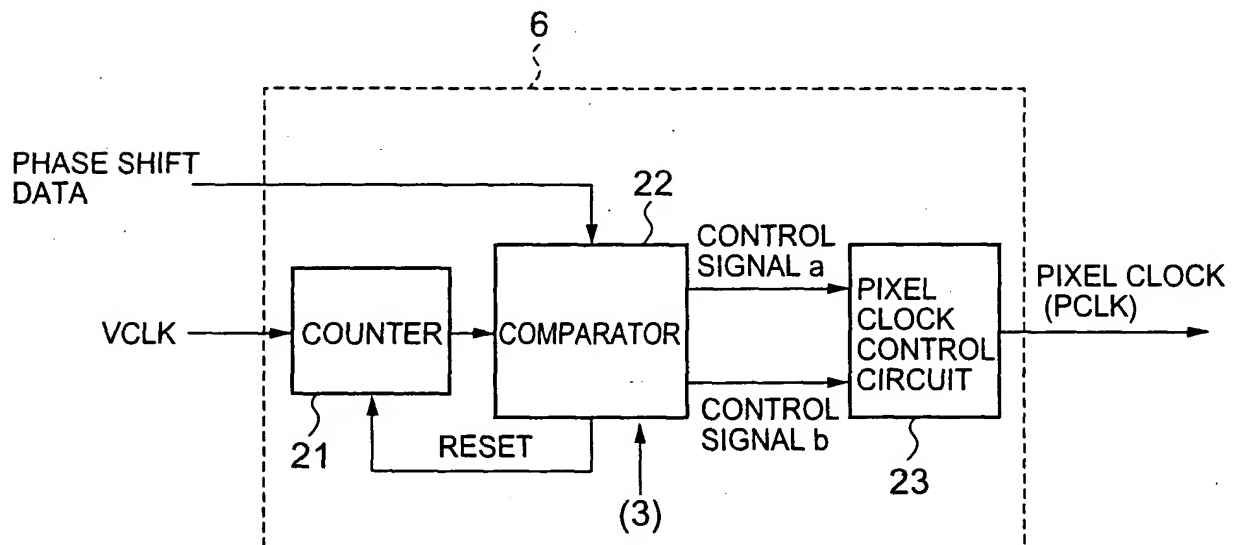 6
PHASE SHIFT
DATA
22
CONTROL
SIGNAL a
PIXEL CLOCK
(PCLK)
VCLK
COUNTER
COMPARATOR
PIXEL
CLOCK
CONTROL
CIRCUIT
CONTROL
SIGNAL b
21
RESET
23
(3)